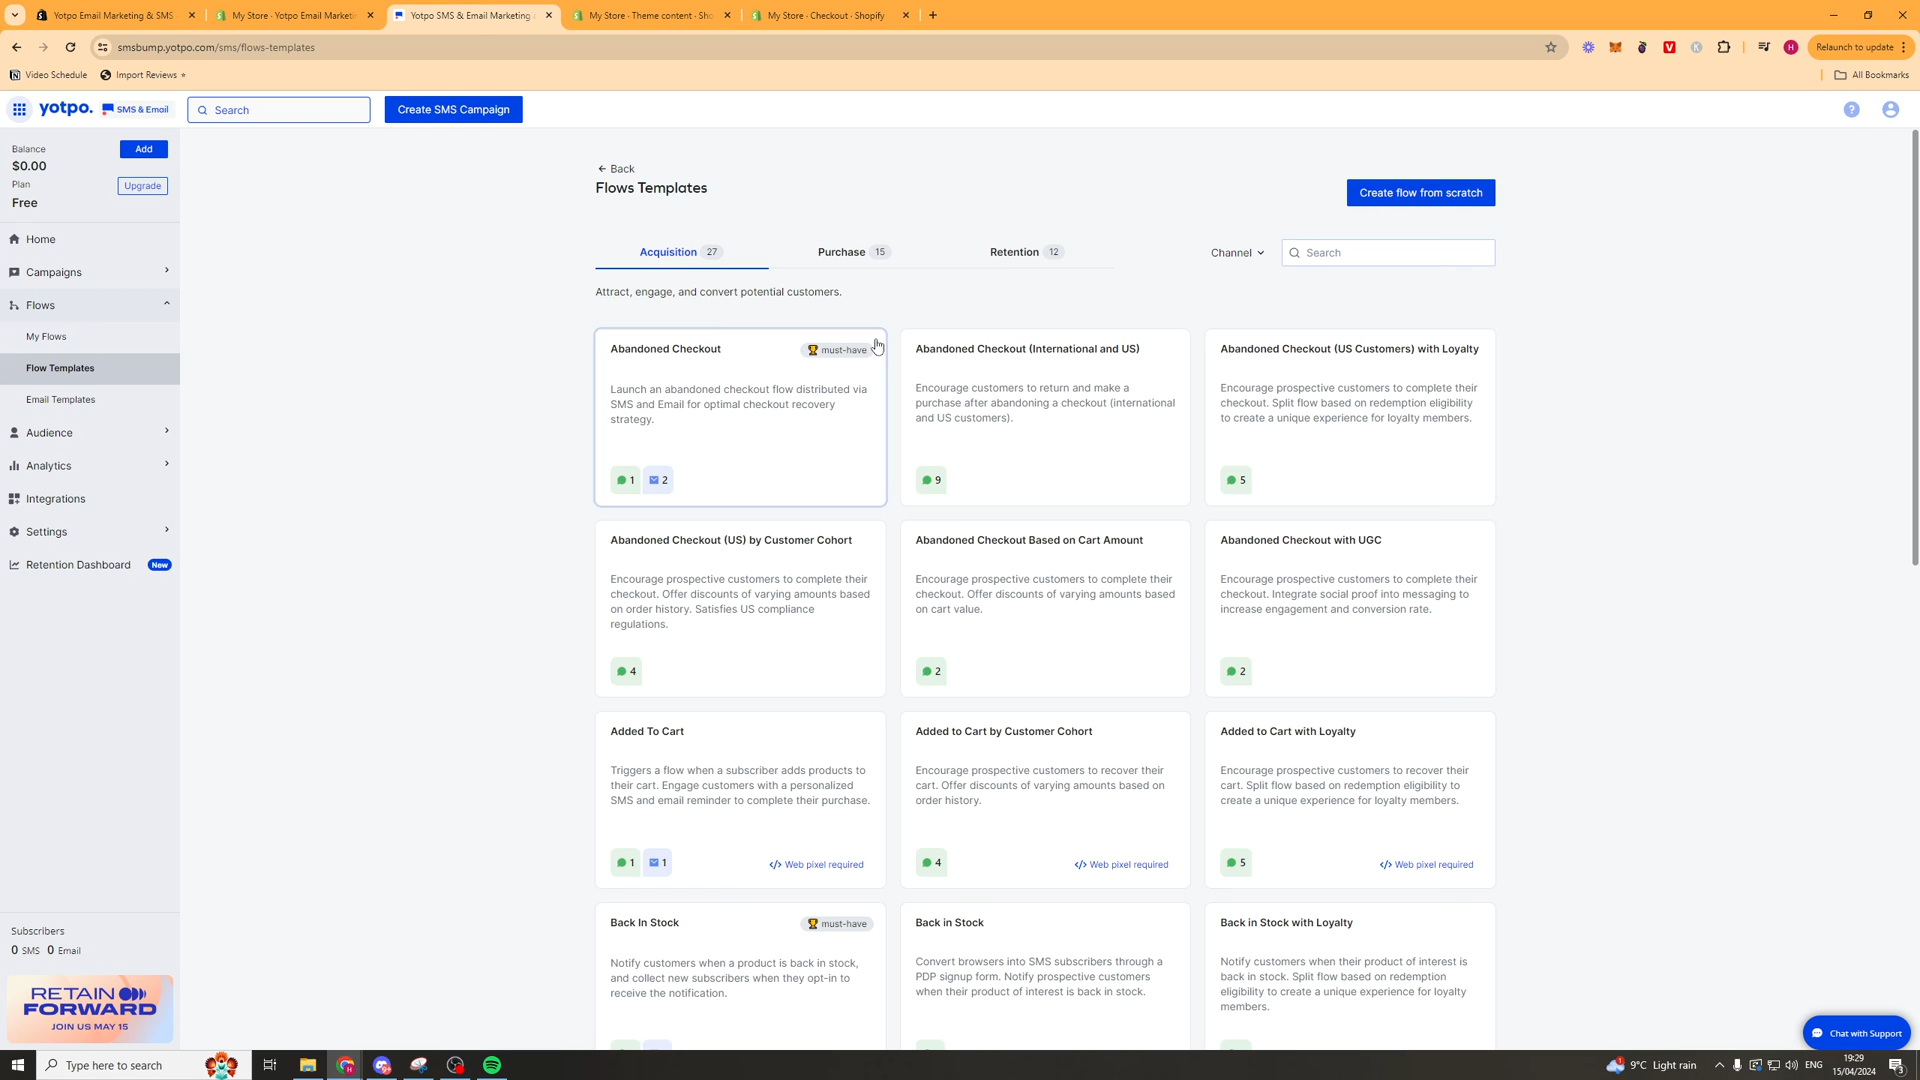 Yotpo Email Marketing & SMS
My Store · Yotpo Email Marketi
Yotpo SMS & Email Marketing
My Store · Theme content · Sho
My Store · Checkout · Shopify
smsbump.yotpo.com/sms/flows-templates
Relaunch to update
Video Schedule
Import Reviews
All Bookmarks
yotpo.
SMS & Email
Search
Create SMS Campaign
Balance
Add
$0.00
Plan
Upgrade
Free
Home
Campaigns
Flows
My Flows
Flow Templates
Email Templates
Audience
Analytics
Integrations
Settings
Retention Dashboard New
Subscribers
0 SMS 0 Email
RETAIN
FORWARD
JOIN US MAY 15
Back
Flows Templates
Create flow from scratch
Acquisition 27
Purchase 15
Retention 12
Channel
Search
Attract, engage, and convert potential customers.
Abandoned Checkout
must-have
Launch an abandoned checkout flow distributed via
SMS and Email for optimal checkout recovery
strategy.
1 2
Abandoned Checkout (International and US)
Encourage customers to return and make a
purchase after abandoning a checkout (international
and US customers).
9
Abandoned Checkout (US Customers) with Loyalty
Encourage prospective customers to complete their
checkout. Split flow based on redemption eligibility
to create a unique experience for loyalty members.
5
Abandoned Checkout (US) by Customer Cohort
Encourage prospective customers to complete their
checkout. Offer discounts of varying amounts based
on order history. Satisfies US compliance
regulations.
4
Abandoned Checkout Based on Cart Amount
Encourage prospective customers to complete their
checkout. Offer discounts of varying amounts based
on cart value.
2
Abandoned Checkout with UGC
Encourage prospective customers to complete their
checkout. Integrate social proof into messaging to
increase engagement and conversion rate.
2
Added To Cart
Triggers a flow when a subscriber adds products to
their cart. Engage customers with a personalized
SMS and email reminder to complete their purchase.
1 1
</> Web pixel required
Added to Cart by Customer Cohort
Encourage prospective customers to recover their
cart. Offer discounts of varying amounts based on
order history.
4
</> Web pixel required
Added to Cart with Loyalty
Encourage prospective customers to recover their
cart. Split flow based on redemption eligibility to
create a unique experience for loyalty members.
5
</> Web pixel required
Back In Stock
must-have
Notify customers when a product is back in stock,
and collect new subscribers when they opt-in to
receive the notification.
Back in Stock
Convert browsers into SMS subscribers through a
PDP signup form. Notify prospective customers
when their product of interest is back in stock.
Back in Stock with Loyalty
Notify customers when their product of interest is
back in stock. Split flow based on redemption
eligibility to create a unique experience for loyalty
members.
Chat with Support
Type here to search
9°C Light rain
ENG
19:29
15/04/2024
3